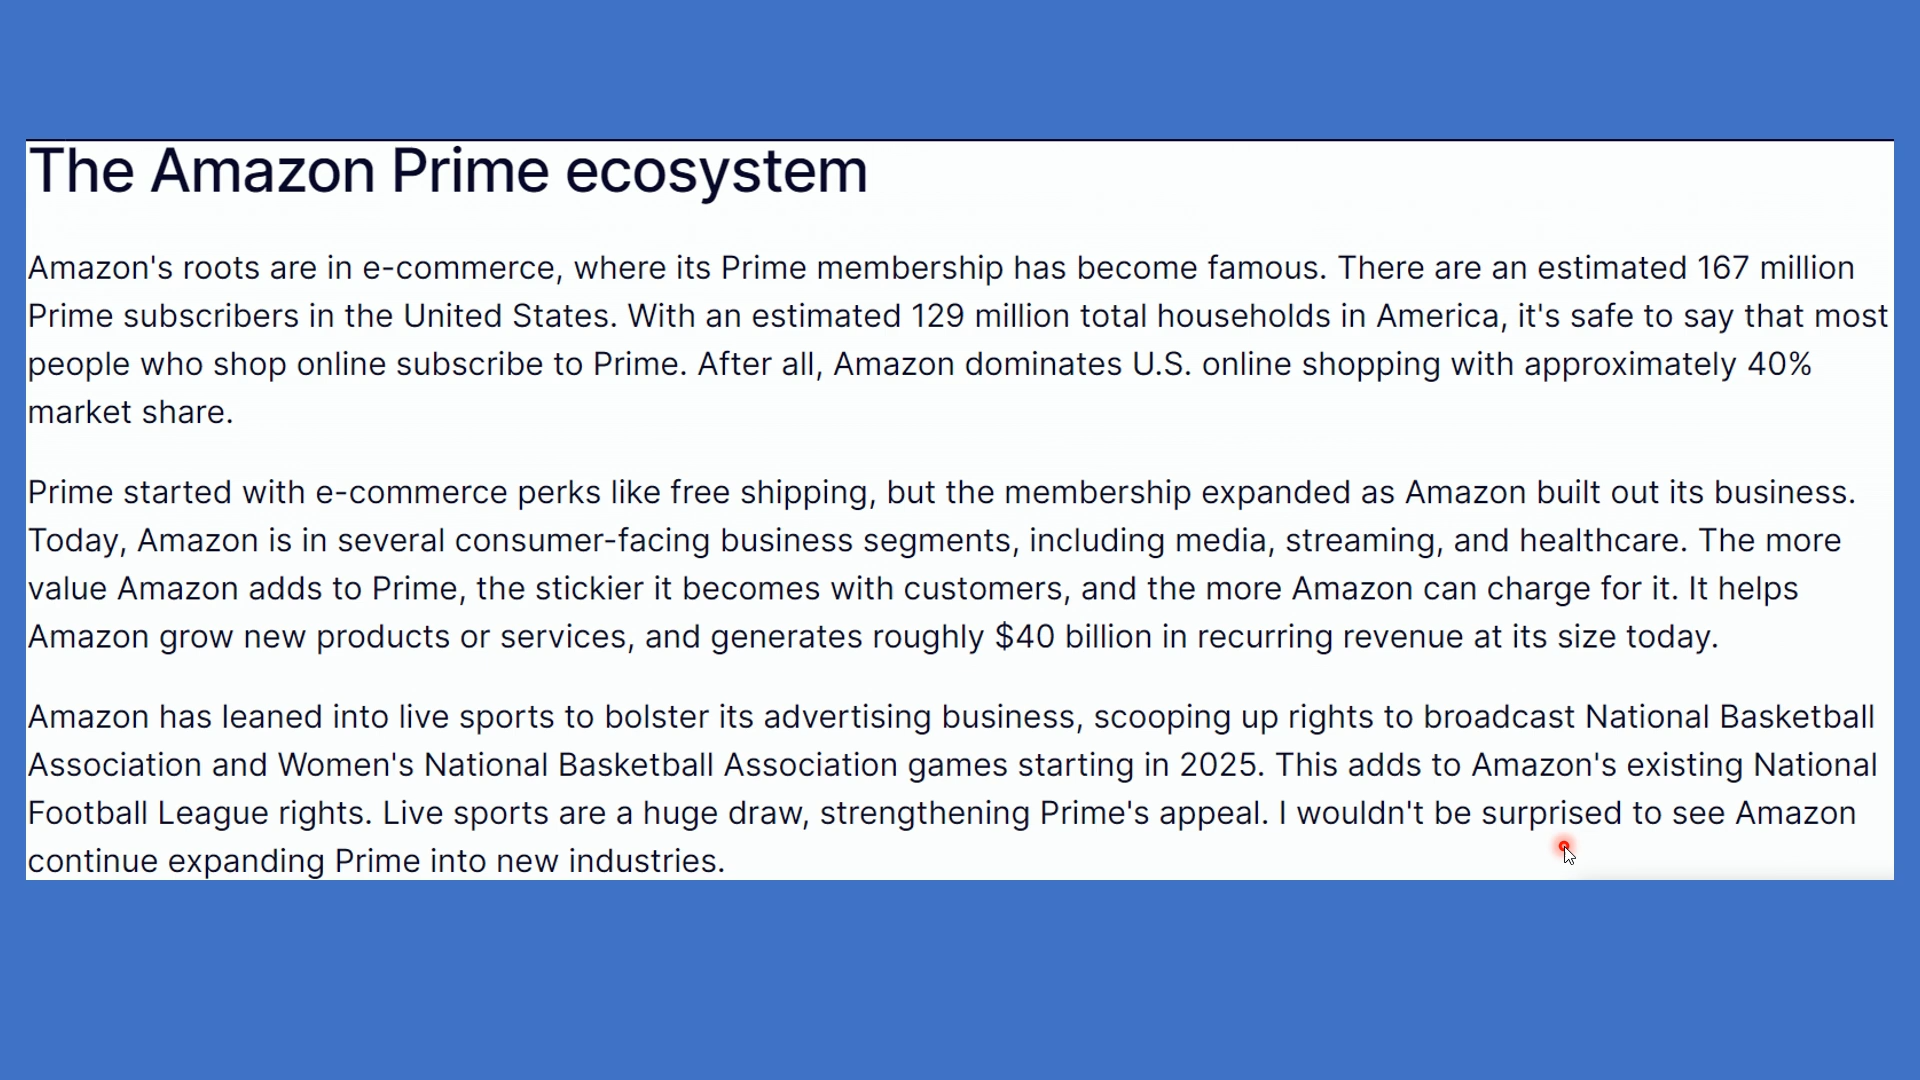 The Amazon Prime ecosystem
Amazon's roots are in e-commerce, where its Prime membership has become famous. There are an estimated 167 million
Prime subscribers in the United States. With an estimated 129 million total households in America, it's safe to say that most
people who shop online subscribe to Prime. After all, Amazon dominates U.S. online shopping with approximately 40%
market share.
Prime started with e-commerce perks like free shipping, but the membership expanded as Amazon built out its business.
Today, Amazon is in several consumer-facing business segments, including media, streaming, and healthcare. The more
value Amazon adds to Prime, the stickier it becomes with customers, and the more Amazon can charge for it. It helps
Amazon grow new products or services, and generates roughly $40 billion in recurring revenue at its size today.
Amazon has leaned into live sports to bolster its advertising business, scooping up rights to broadcast National Basketball
Association and Women's National Basketball Association games starting in 2025. This adds to Amazon's existing National
Football League rights. Live sports are a huge draw, strengthening Prime's appeal. I wouldn't be surprised to see Amazon
continue expanding Prime into new industries.